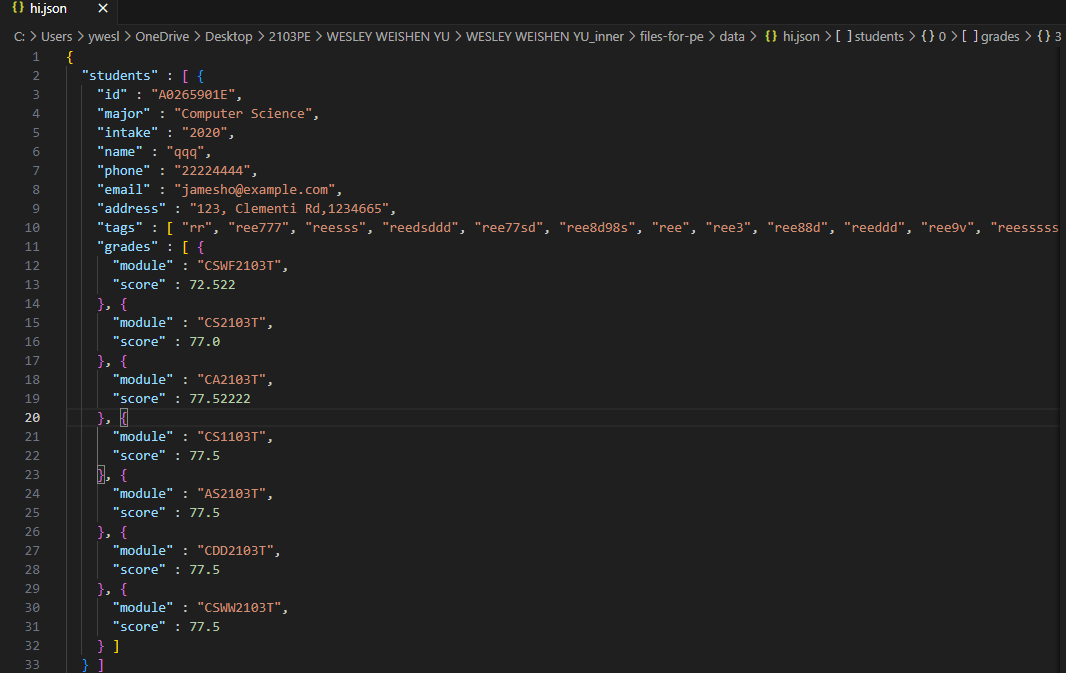 {} hi.json ×
C: > Users > ywesl > OneDrive > Desktop > 2103PE > WESLEY WEISHEN YU > WESLEY WEISHEN YU_inner > files-for-pe > data > {} hi.json > [ ] students > {} 0 > [ ] grades > {} 3
1 {
2 "students" : [ {
3 "id" : "A0265901E",
4 "major" : "Computer Science",
5 "intake" : "2020",
6 "name" : "qqq",
7 "phone" : "22224444",
8 "email" : "jamesho@example.com",
9 "address" : "123, Clementi Rd,1234665",
10 "tags" : [ "rr", "ree777", "reesss", "reedsddd", "ree77sd", "ree8d98s", "ree", "ree3", "ree88d", "reeddd", "ree9v", "reesssss
11 "grades" : [ {
12 "module" : "CSWF2103T",
13 "score" : 72.522
14 }, {
15 "module" : "CS2103T",
16 "score" : 77.0
17 }, {
18 "module" : "CA2103T",
19 "score" : 77.52222
20 }, {
21 "module" : "CS1103T",
22 "score" : 77.5
23 }, {
24 "module" : "AS2103T",
25 "score" : 77.5
26 }, {
27 "module" : "CDD2103T",
28 "score" : 77.5
29 }, {
30 "module" : "CSWW2103T",
31 "score" : 77.5
32 } ]
33 } ]